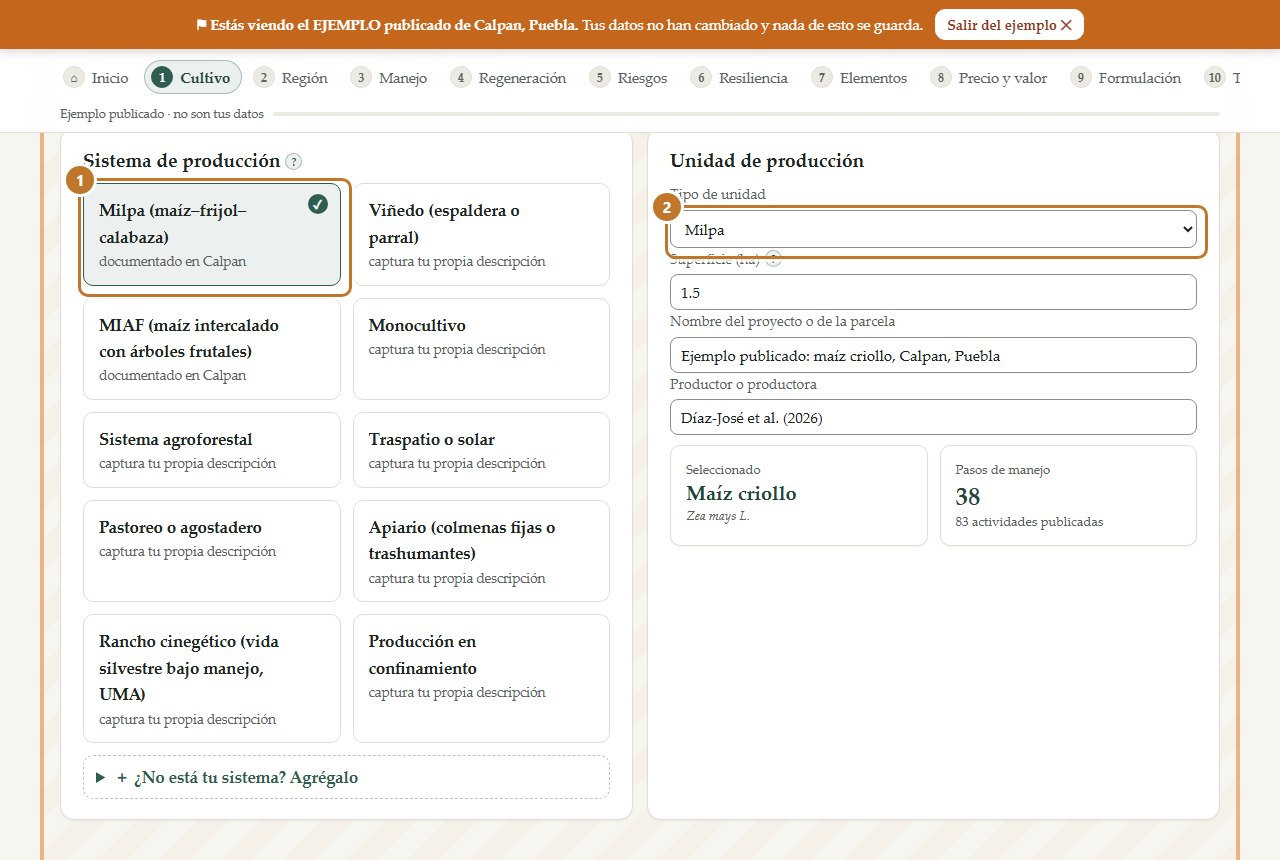 ⚑ Estás viendo el EJEMPLO publicado de Calpan, Puebla. Tus datos no han cambiado y nada de esto se guarda.
Salir del ejemplo ✕
⌂ Inicio
1 Cultivo
2 Región
3 Manejo
4 Regeneración
5 Riesgos
6 Resiliencia
7 Elementos
8 Precio y valor
9 Formulación
10 T
Ejemplo publicado · no son tus datos
Sistema de producción ?
1
Milpa (maíz–frijol–
calabaza)
documentado en Calpan
✓
Viñedo (espaldera o
parral)
captura tu propia descripción
MIAF (maíz intercalado
con árboles frutales)
documentado en Calpan
Monocultivo
captura tu propia descripción
Sistema agroforestal
captura tu propia descripción
Traspatio o solar
captura tu propia descripción
Pastoreo o agostadero
captura tu propia descripción
Apiario (colmenas fijas o
trashumantes)
captura tu propia descripción
Rancho cinegético (vida
silvestre bajo manejo,
UMA)
captura tu propia descripción
Producción en
confinamiento
captura tu propia descripción
▶ + ¿No está tu sistema? Agrégalo
Unidad de producción
Tipo de unidad
2
Milpa
Superficie (ha) ?
1.5
Nombre del proyecto o de la parcela
Ejemplo publicado: maíz criollo, Calpan, Puebla
Productor o productora
Díaz-José et al. (2026)
Seleccionado
Maíz criollo
Zea mays L.
Pasos de manejo
38
83 actividades publicadas